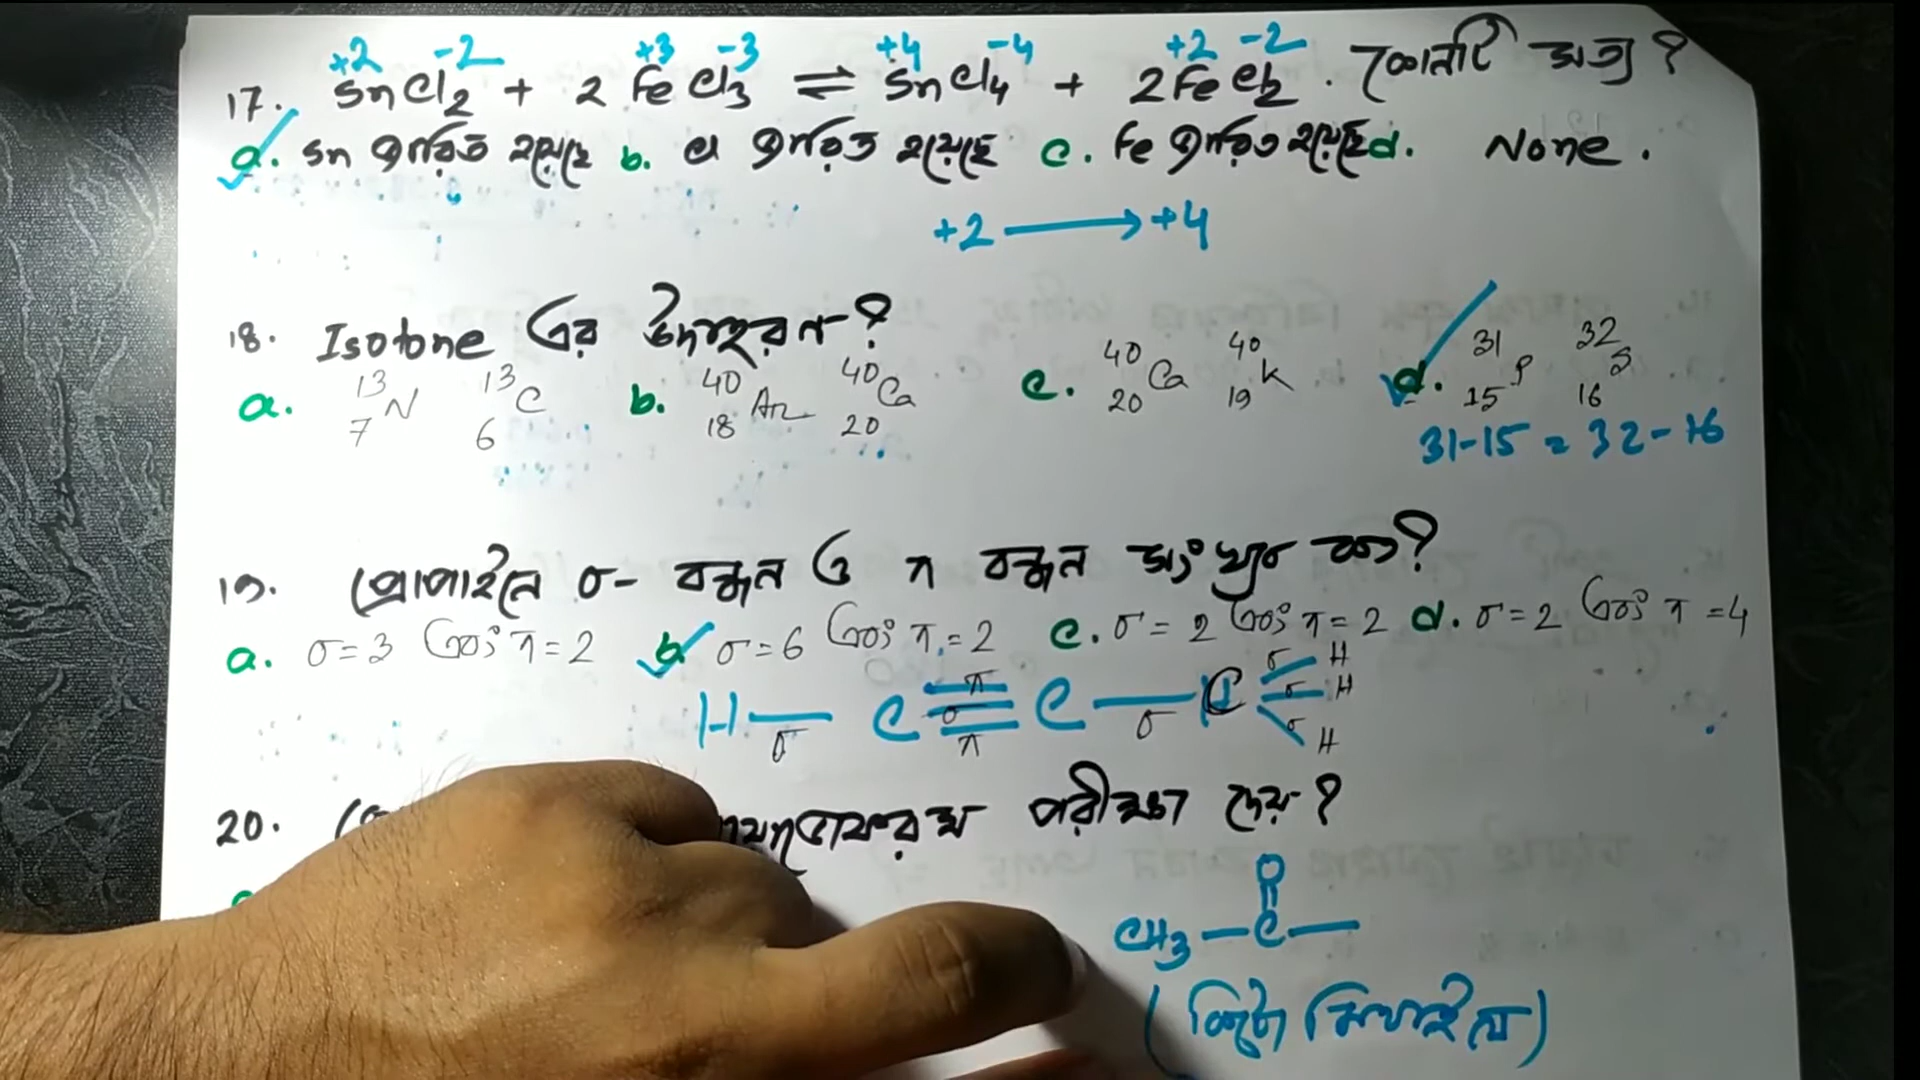 +2 -2 +3 -3 +4 -4 +2 -2
17. SnCl2 + 2 FeCl3 ⇌ SnCl4 + 2FeCl2 . কোনটি সত্য ?
a. Sn জারিত হয়েছে b. Cl জারিত হয়েছে c. Fe জারিত হয়েছে d. None .
+2 → +4
18. Isotone এর উদাহরন ?
a. 13 7 N 13 6 C b. 40 18 Ar 40 20 Ca c. 40 20 Ca 40 19 K d. 31 15 P 32 16 S
31-15 = 32-16
19. প্রোপাইনে σ- বন্ধন ও π বন্ধন সংখ্যা কত?
a. σ=3 এবং π=2 b. σ=6 এবং π=2 c. σ=2 এবং π=2 d. σ=2 এবং π=4
H — C ≡ C — C H H H
σ π σ π σ σ σ σ
20. পরীক্ষা দেয় ?
O
CH3 — C —
(কিটো মিথাইল)